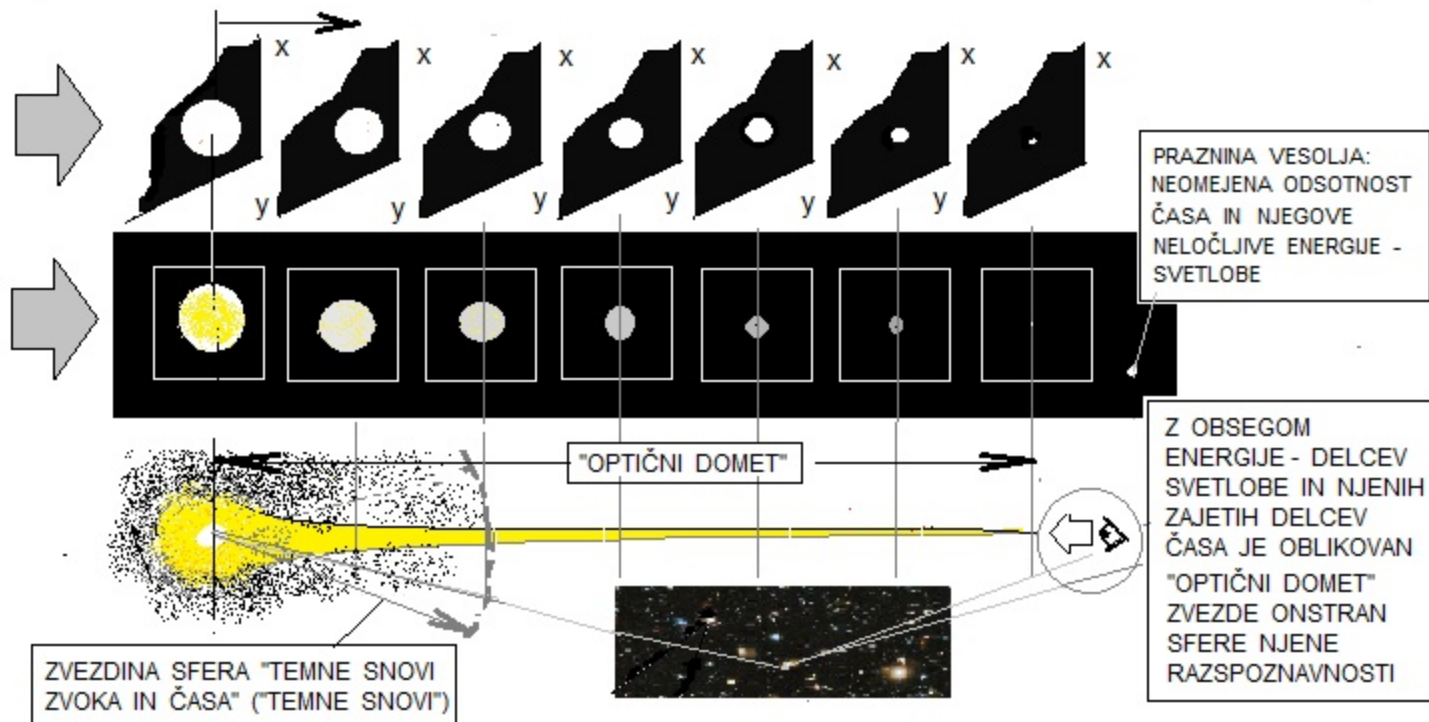 x
x
x
x
x
x
x
y
y
y
y
y
y
PRAZNINA VESOLJA:
NEOMEJENA ODSOTNOST
ČASA IN NJEGOVE
NELOČLJIVE ENERGIJE -
SVETLOBE
"OPTIČNI DOMET"
Z OBSEGOM
ENERGIJE - DELCEV
SVETLOBE IN NJENIH
ZAJETIH DELCEV
ČASA JE OBLIKOVAN
"OPTIČNI DOMET"
ZVEZDE ONSTRAN
SFERE NJENE
RAZSPOZNAVNOSTI
ZVEZDINA SFERA "TEMNE SNOVI
ZVOKA IN ČASA" ("TEMNE SNOVI")